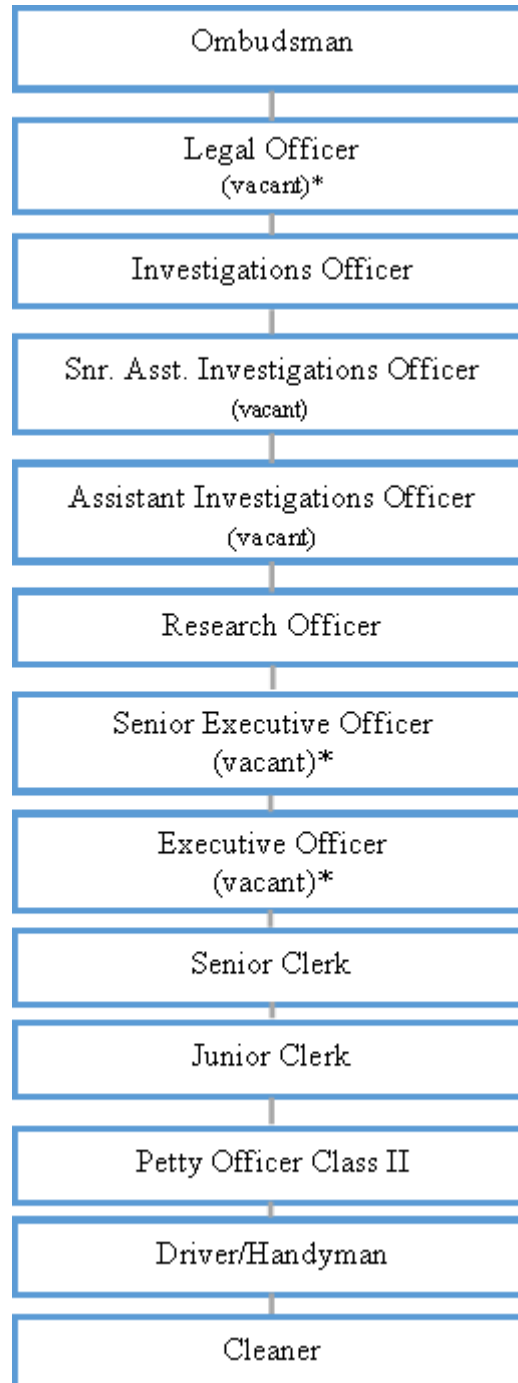 Ombudsman
Legal Officer
(vacant)*
Investigations Officer
Snr. Asst. Investigations Officer
(vacant)
Assistant Investigations Officer
(vacant)
Research Officer
Senior Executive Officer
(vacant)*
Executive Officer
(vacant)*
Senior Clerk
Junior Clerk
Petty Officer Class II
Driver/Handyman
Cleaner